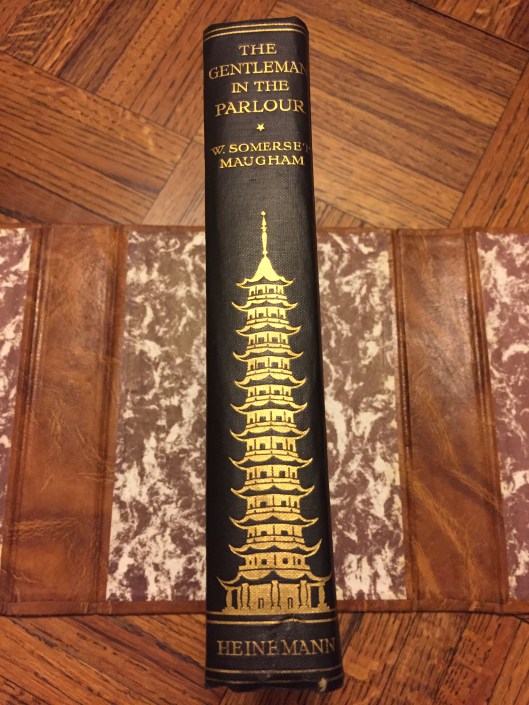 THE
GENTLEMAN
IN THE
PARLOUR
W. SOMERSET
MAUGHAM
HEINEMANN